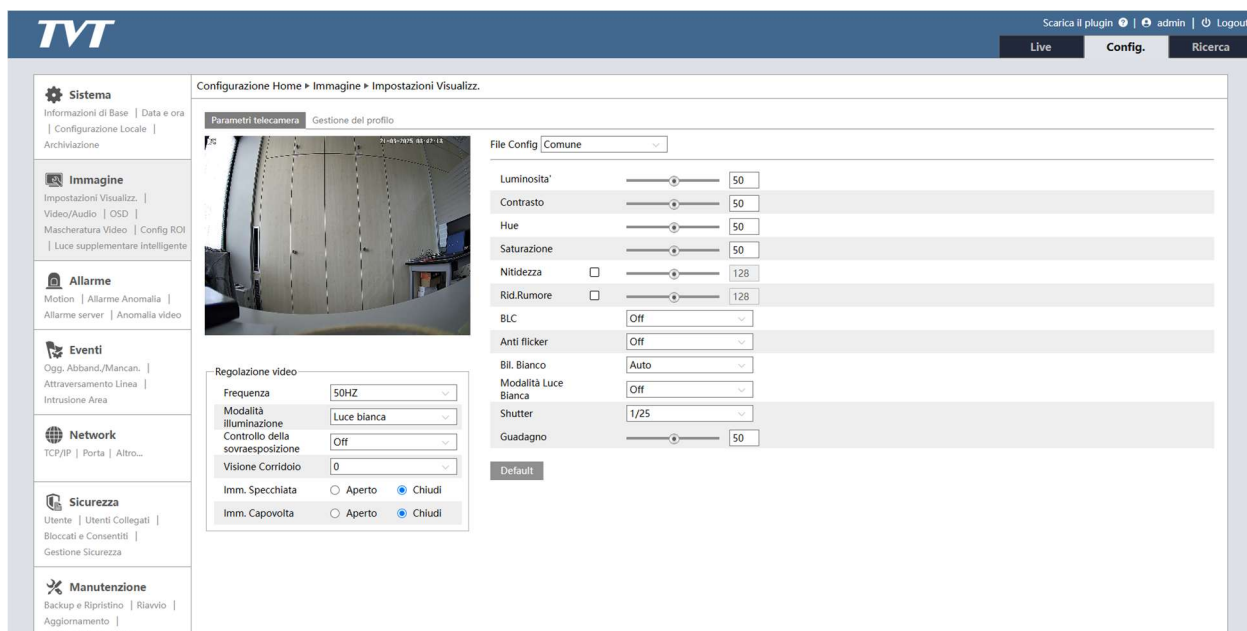 TVT
Scarica il plugin ? | admin | Logout
Live Config. Ricerca
Sistema
Informazioni di Base | Data e ora
| Configurazione Locale |
Archiviazione
Immagine
Impostazioni Visualizz. |
Video/Audio | OSD |
Mascheratura Video | Config ROI
| Luce supplementare intelligente
Allarme
Motion | Allarme Anomalia |
Allarme server | Anomalia video
Eventi
Ogg. Abband./Mancan. |
Attraversamento Linea |
Intrusione Area
Network
TCP/IP | Porta | Altro...
Sicurezza
Utente | Utenti Collegati |
Bloccati e Consentiti |
Gestione Sicurezza
Manutenzione
Backup e Ripristino | Riavvio |
Aggiornamento |
Configurazione Home ▸ Immagine ▸ Impostazioni Visualizz.
Parametri telecamera Gestione del profilo
Regolazione video
Frequenza 50HZ
Modalità
illuminazione Luce bianca
Controllo della
sovraesposizione Off
Visione Corridoio 0
Imm. Specchiata Aperto Chiudi
Imm. Capovolta Aperto Chiudi
File Config Comune
Luminosita' 50
Contrasto 50
Hue 50
Saturazione 50
Nitidezza 128
Rid.Rumore 128
BLC Off
Anti flicker Off
Bil. Bianco Auto
Modalità Luce
Bianca Off
Shutter 1/25
Guadagno 50
Default